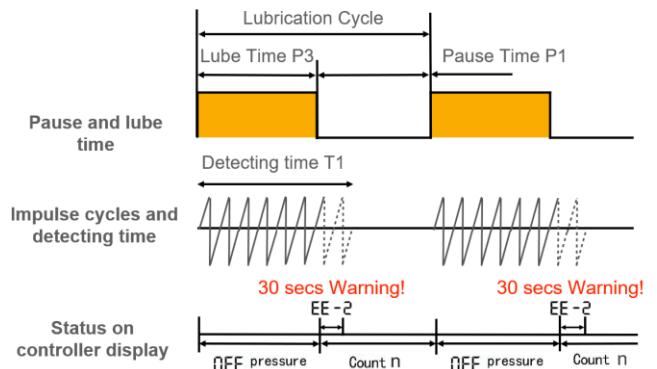 Lubrication Cycle
Lube Time P3
Pause Time P1
Pause and lube
time
Detecting time T1
Impulse cycles and
detecting time
30 secs Warning!
30 secs Warning!
EE-2
EE-2
Status on
controller display
OFF pressure
Count n
OFF pressure
Count n